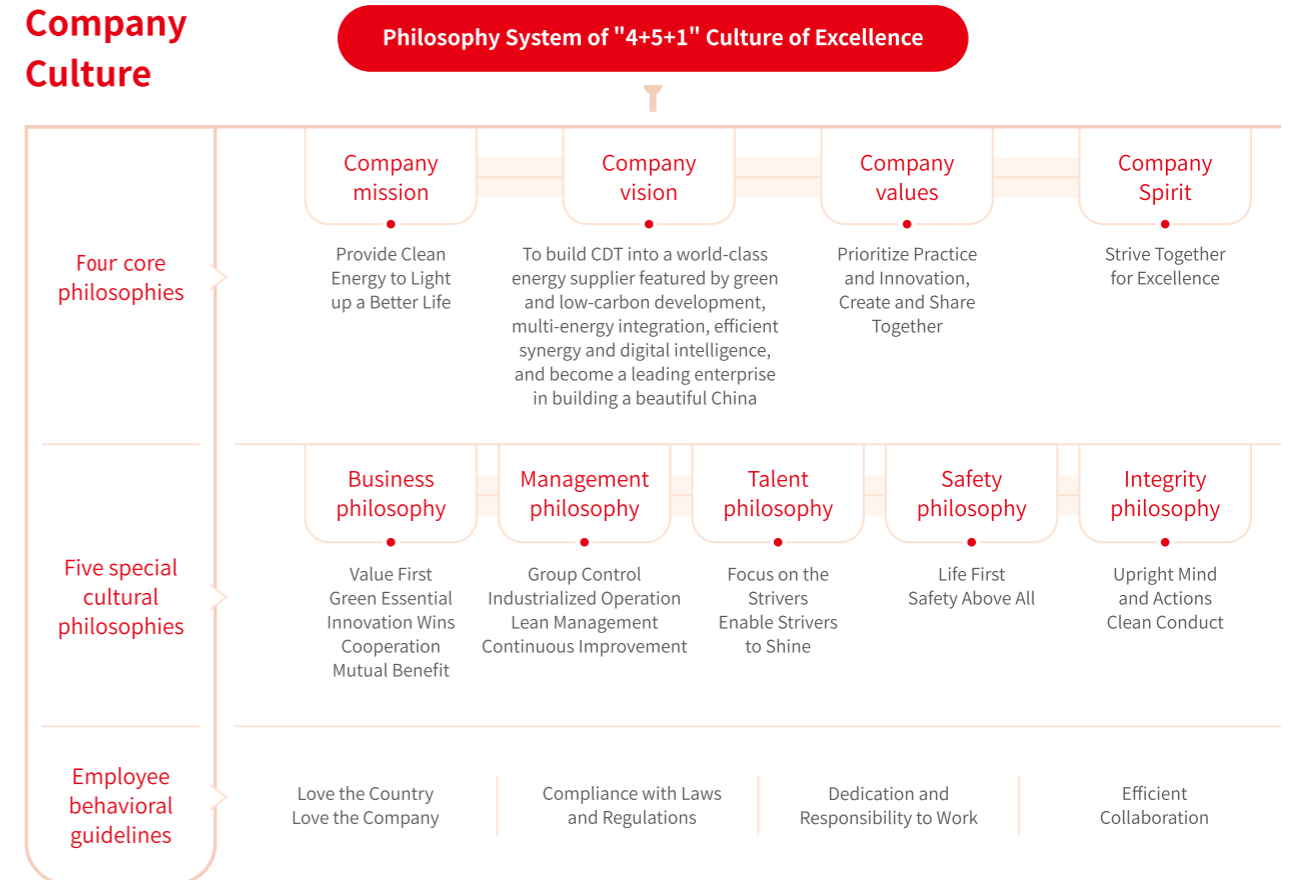 Company
Culture
Philosophy System of "4+5+1" Culture of Excellence
Four core
philosophies
Company
mission
Provide Clean
Energy to Light
up a Better Life
Company
vision
To build CDT into a world-class
energy supplier featured by green
and low-carbon development,
multi-energy integration, efficient
synergy and digital intelligence,
and become a leading enterprise
in building a beautiful China
Company
values
Prioritize Practice
and Innovation,
Create and Share
Together
Company
Spirit
Strive Together
for Excellence
Five special
cultural
philosophies
Business
philosophy
Value First
Green Essential
Innovation Wins
Cooperation
Mutual Benefit
Management
philosophy
Group Control
Industrialized Operation
Lean Management
Continuous Improvement
Talent
philosophy
Focus on the
Strivers
Enable Strivers
to Shine
Safety
philosophy
Life First
Safety Above All
Integrity
philosophy
Upright Mind
and Actions
Clean Conduct
Employee
behavioral
guidelines
Love the Country
Love the Company
Compliance with Laws
and Regulations
Dedication and
Responsibility to Work
Efficient
Collaboration